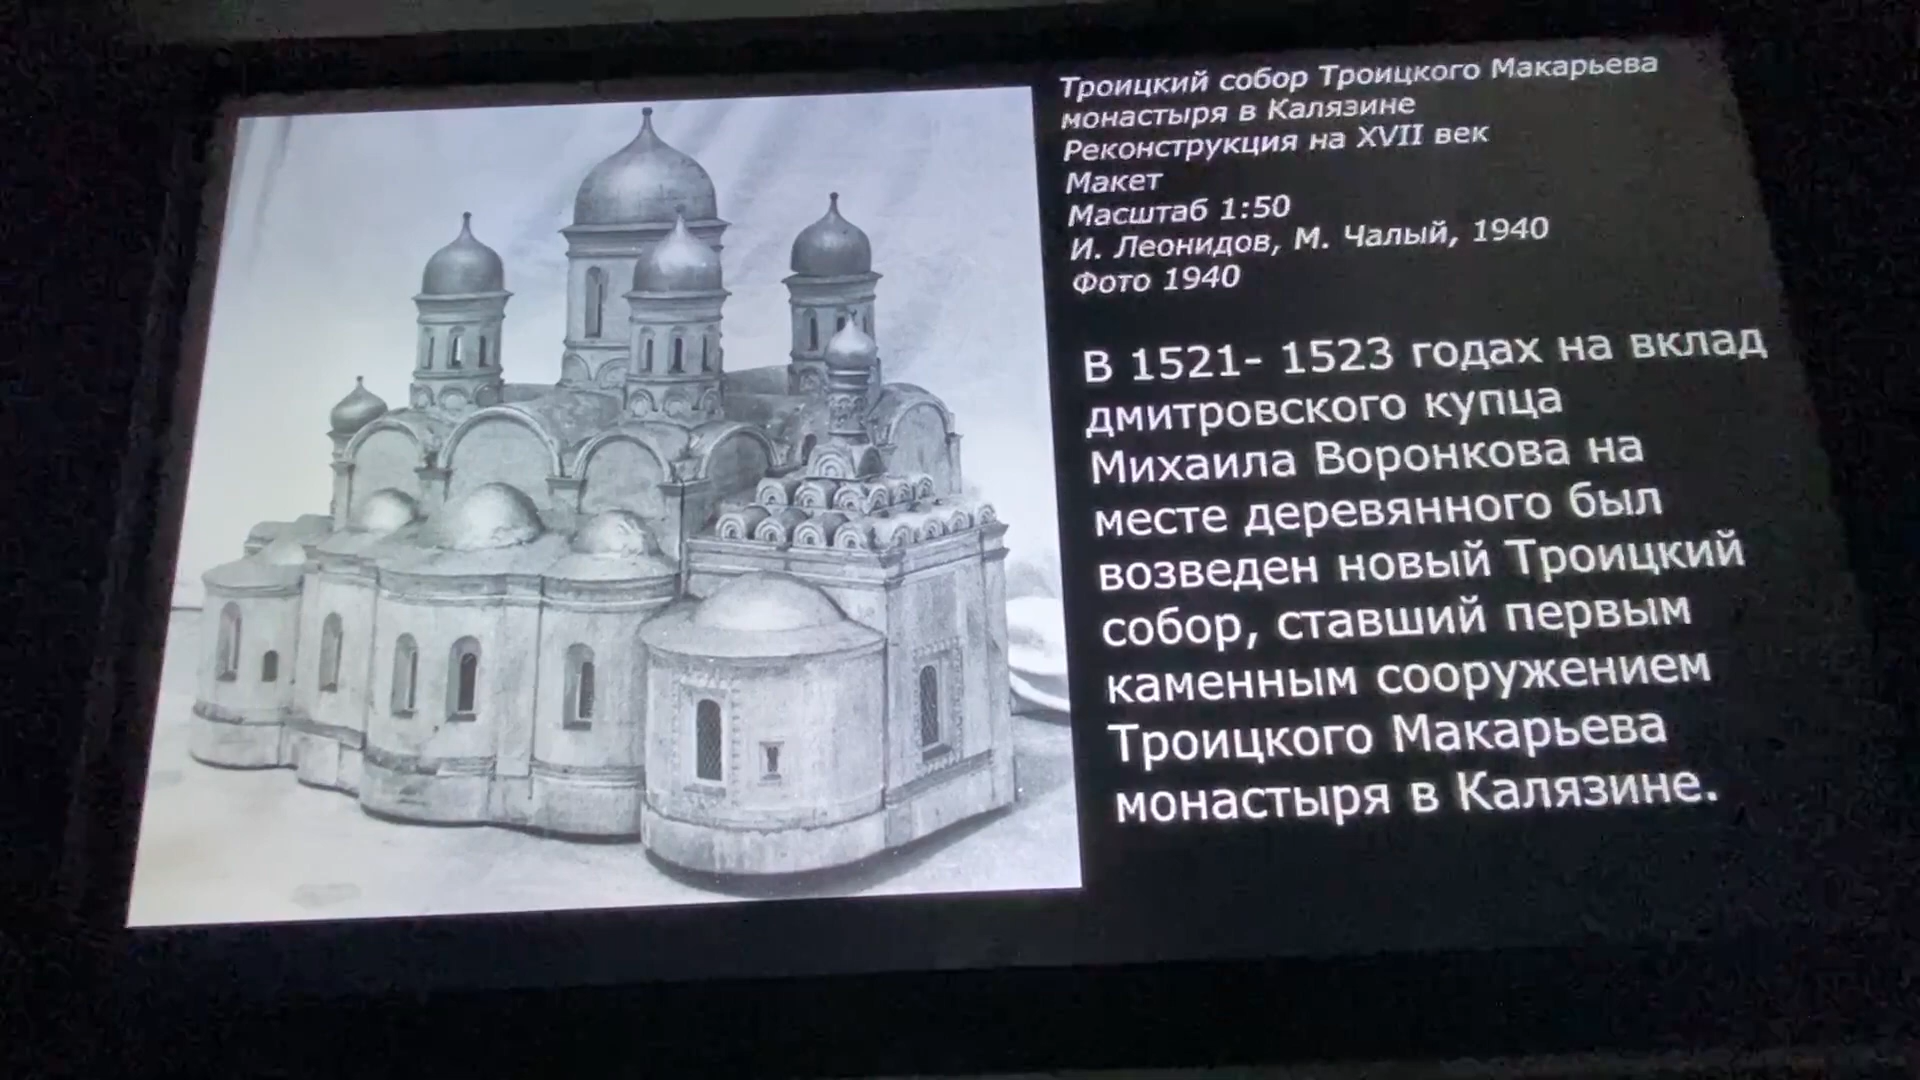 Троицкий собор Троицкого Макарьева
монастыря в Калязине
Реконструкция на XVII век
Макет
Масштаб 1:50
И. Леонидов, М. Чалый, 1940
Фото 1940
В 1521- 1523 годах на вклад
дмитровского купца
Михаила Воронкова на
месте деревянного был
возведен новый Троицкий
собор, ставший первым
каменным сооружением
Троицкого Макарьева
монастыря в Калязине.